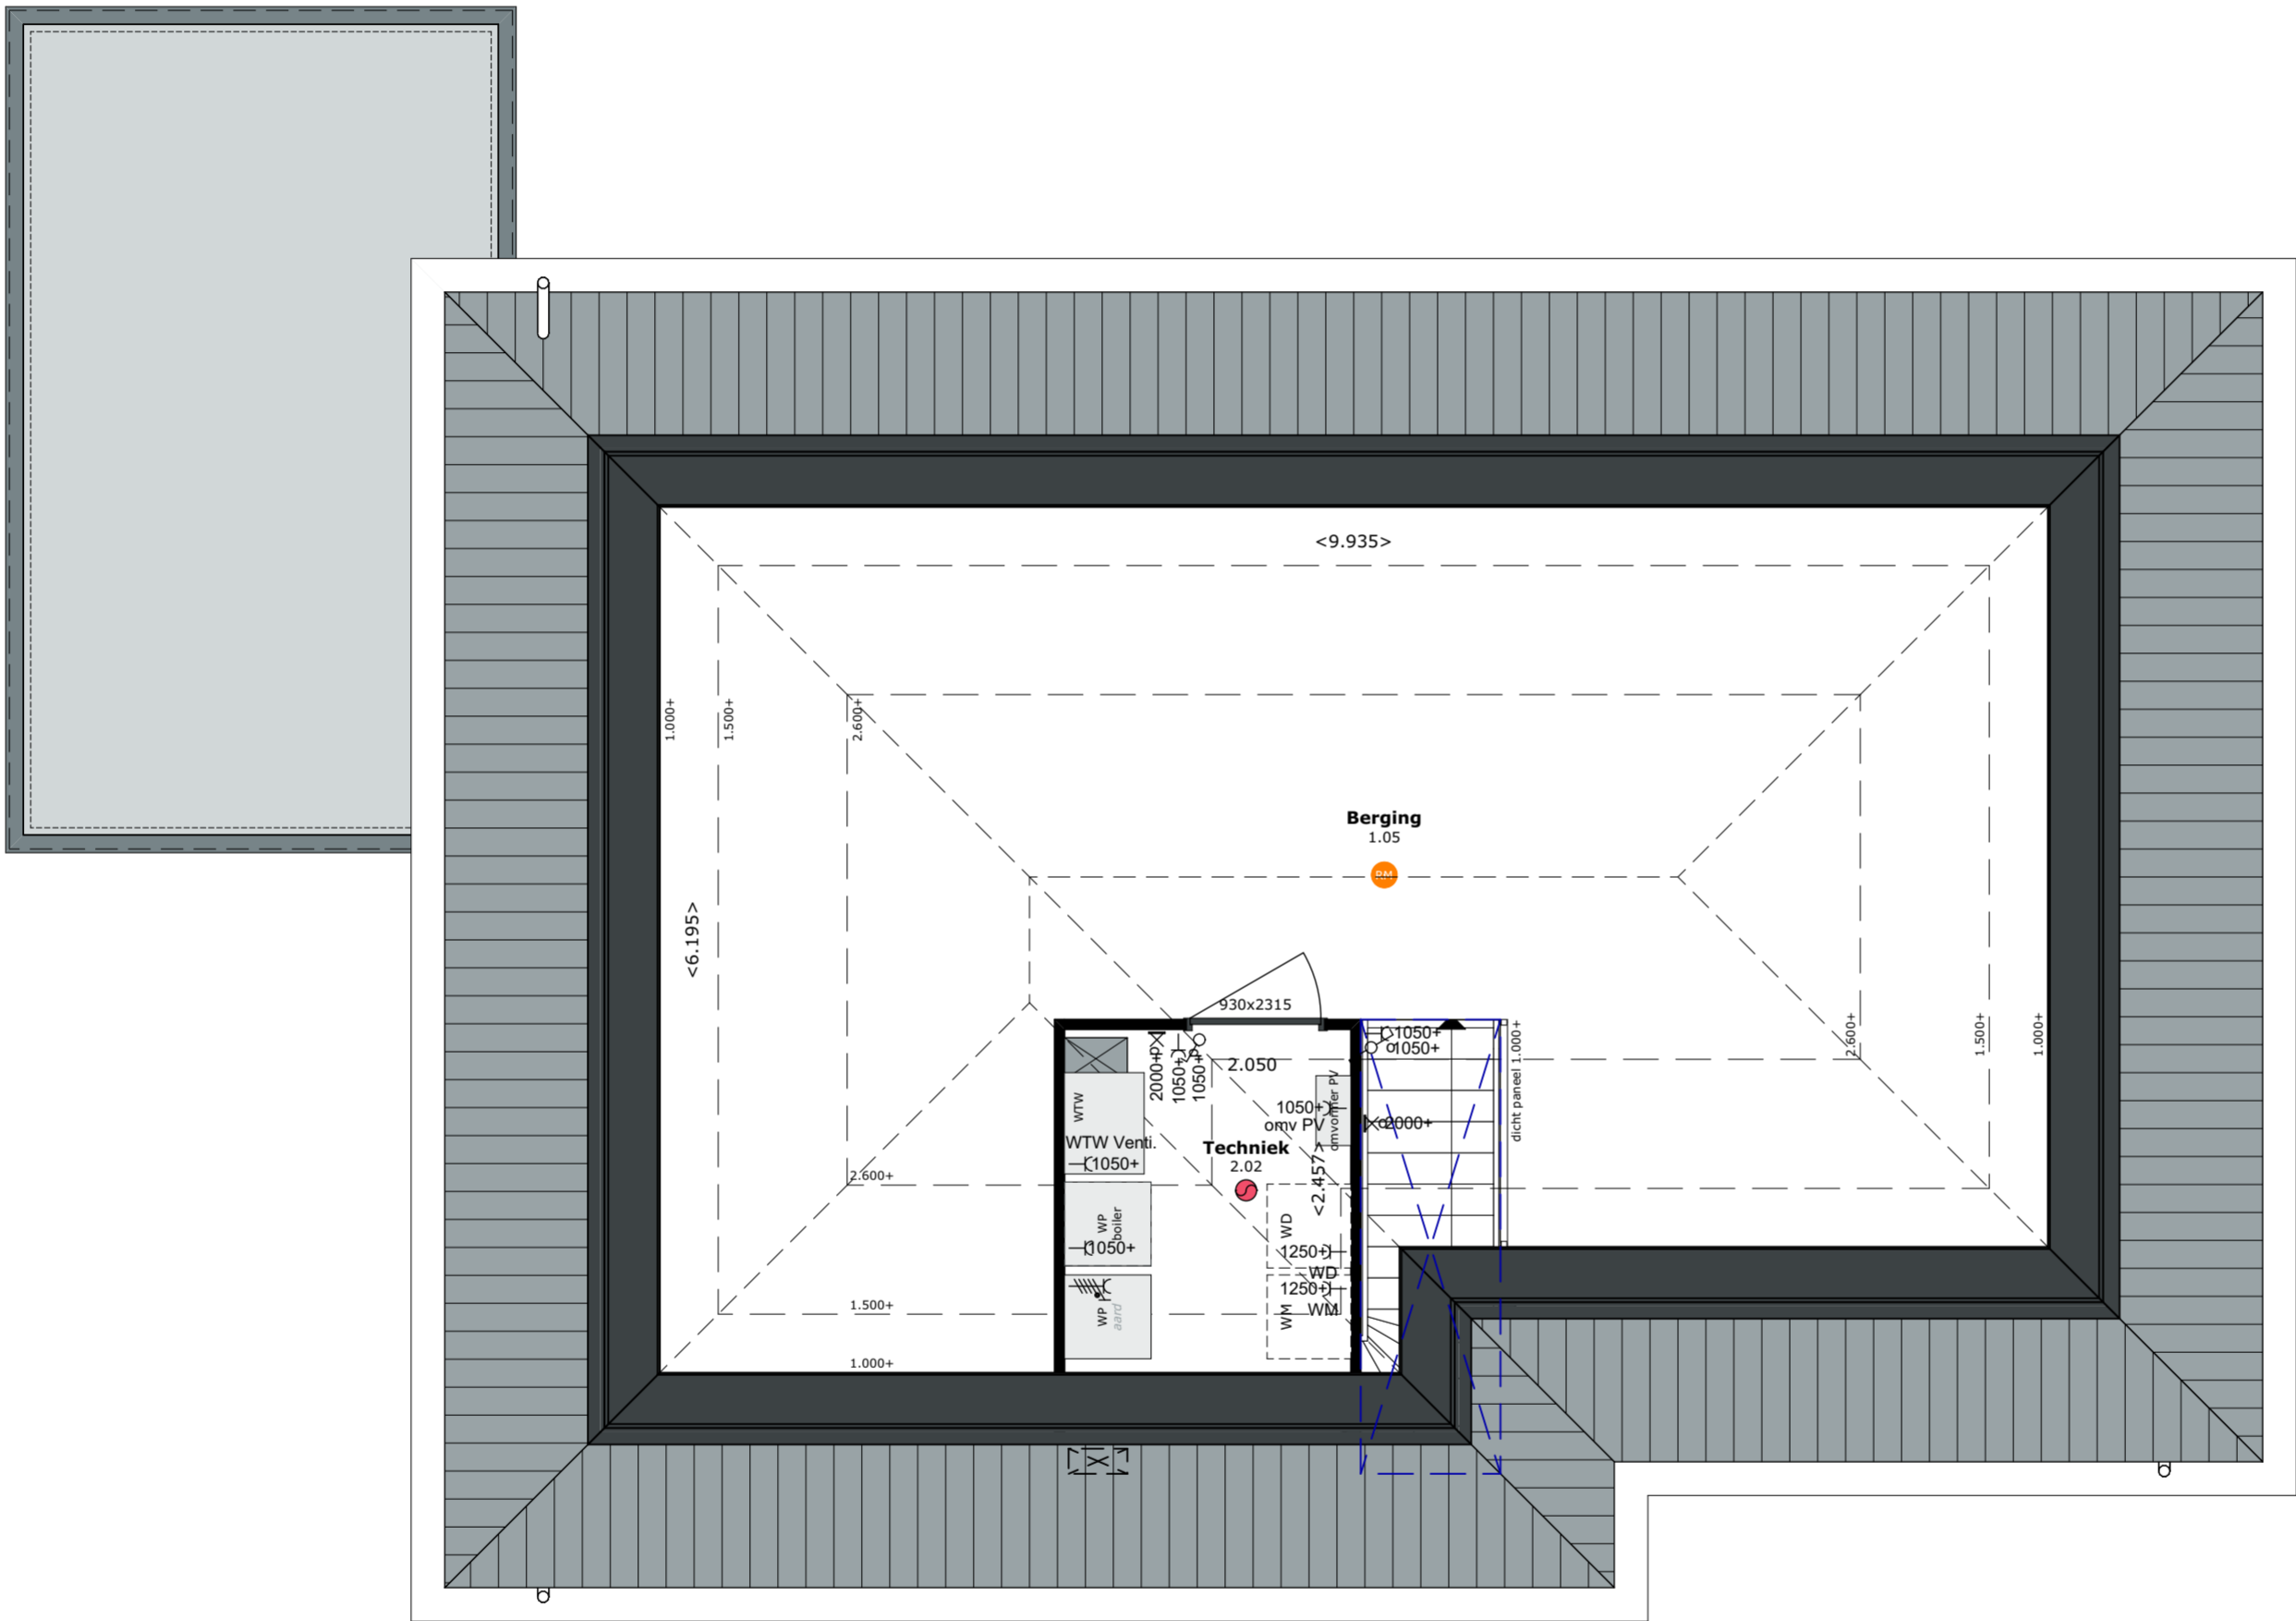 <9.935>
1.000+
1.500+
2.600+
Berging
1.05
RM
<6.195>
930x2315
2000+
1050+
1050+
2.050
1050+
1050+
2.600+
1.500+
1.000+
dicht paneel 1.000+
WTW
omvormer PV
1050+
omv PV
2000+
WTW Venti.
1050+
Techniek
2.02
<2.457>
2.600+
WP
boiler
1050+
WD
1250+
WD
1250+
WM
WM
WP
aard
1.500+
1.000+